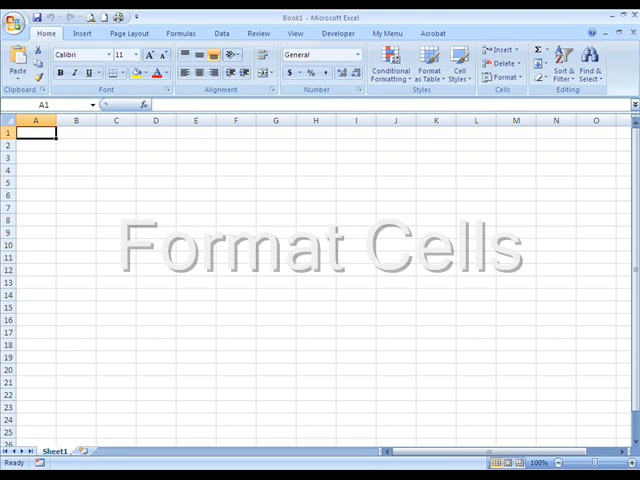 Book1 - Microsoft Excel
Home Insert Page Layout Formulas Data Review View Developer My Menu Acrobat
Paste
Clipboard
Calibri 11
B I U
Font
Alignment
General
$ % ,
Number
Conditional Formatting
Format as Table
Cell Styles
Styles
Insert
Delete
Format
Cells
Σ
Sort & Filter
Find & Select
Editing
A1 fx
A B C D E F G H I J K L M N O
1
2
3
4
5
6
7
8
9
10
11
12
13
14
15
16
17
18
19
20
21
22
23
24
25
26
Format Cells
Sheet1
Ready 100%